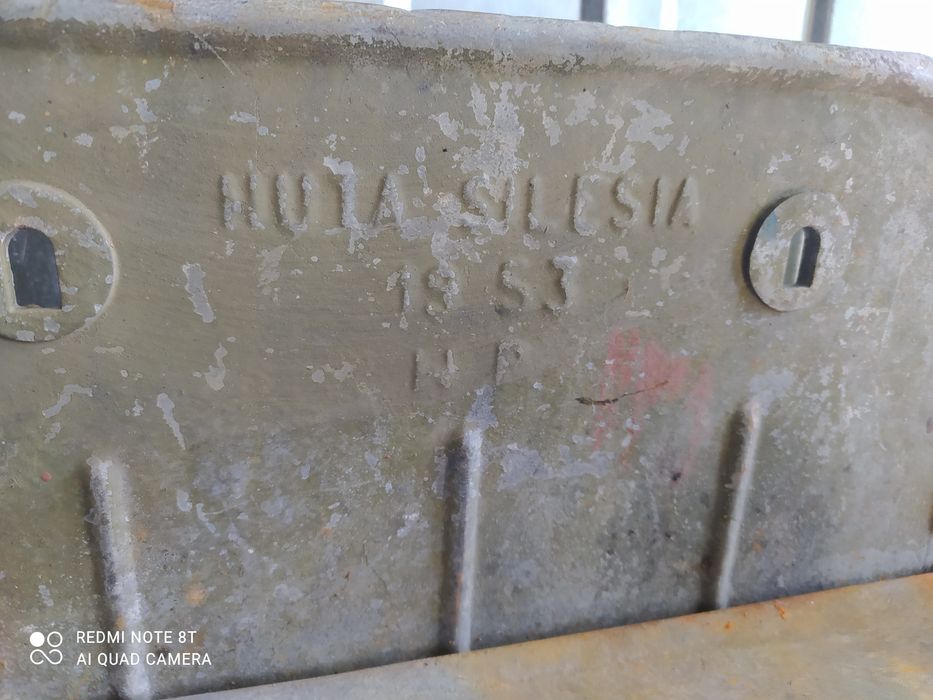 HUTA SILESIA
1953
H P
REDMI NOTE 8T
AI QUAD CAMERA